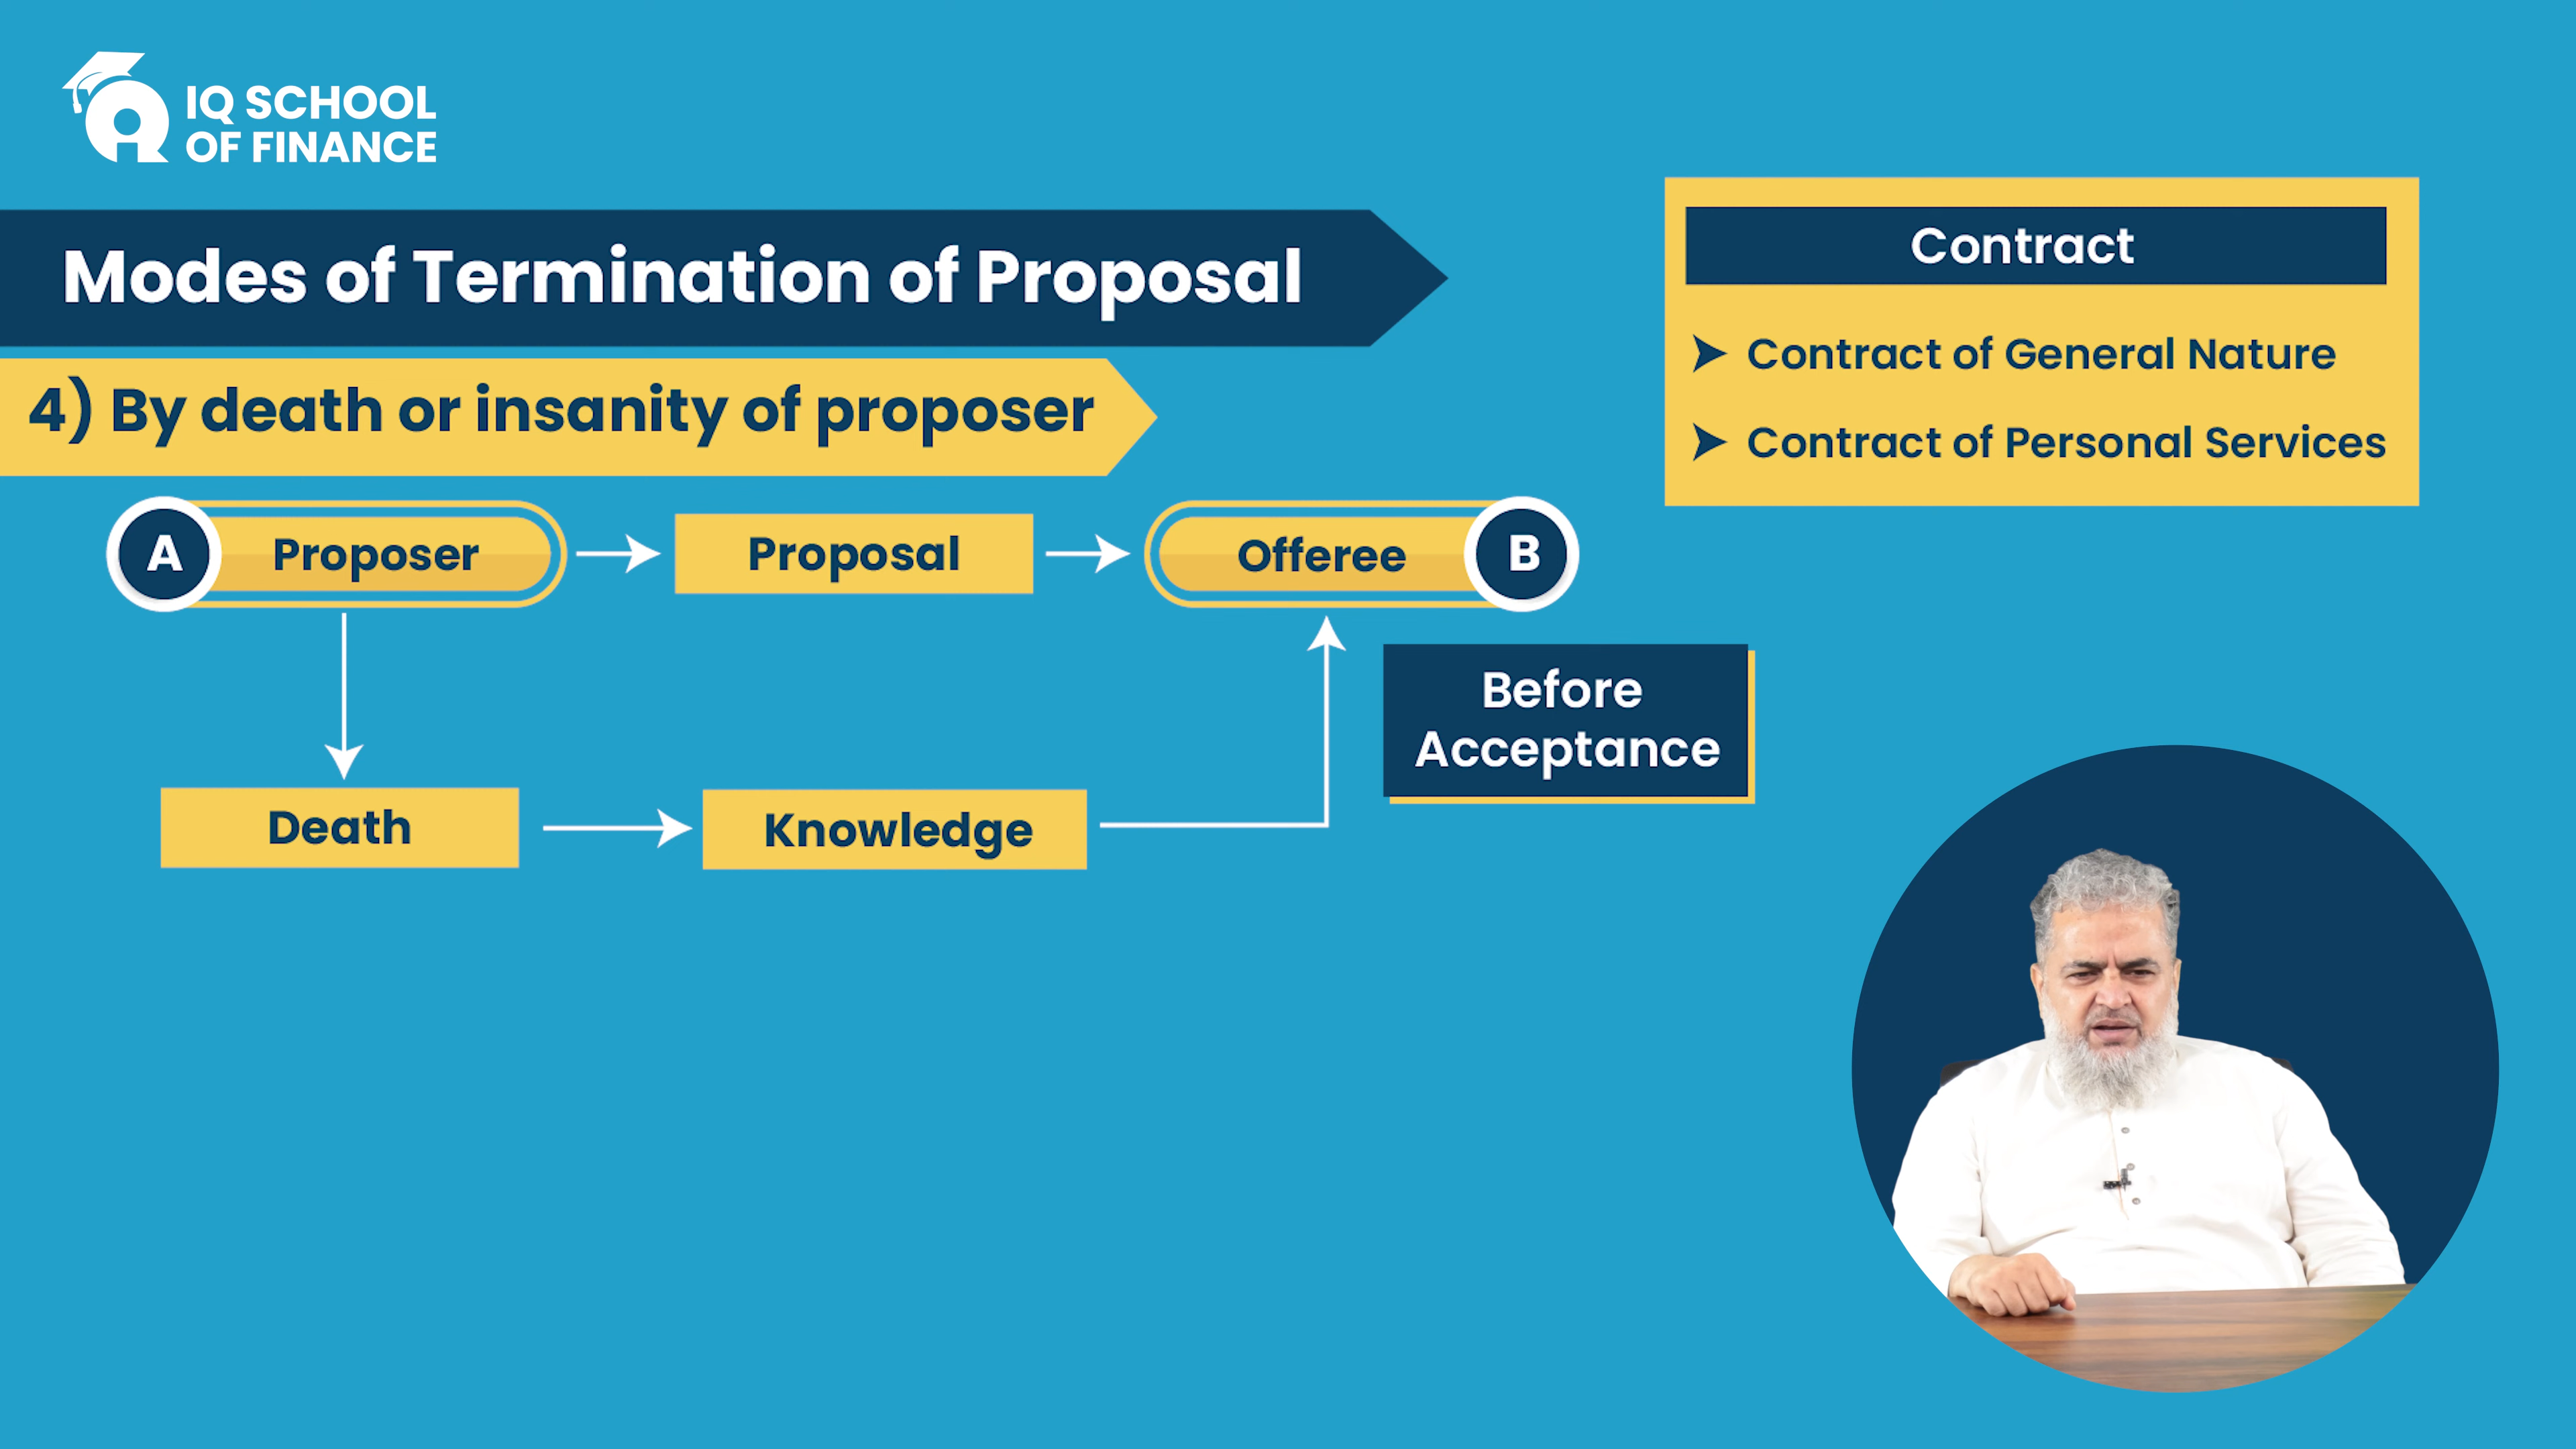 IQ SCHOOL
OF FINANCE
Modes of Termination of Proposal
4) By death or insanity of proposer
Contract
Contract of General Nature
Contract of Personal Services
A
Proposer
Proposal
Offeree
B
Before
Acceptance
Death
Knowledge